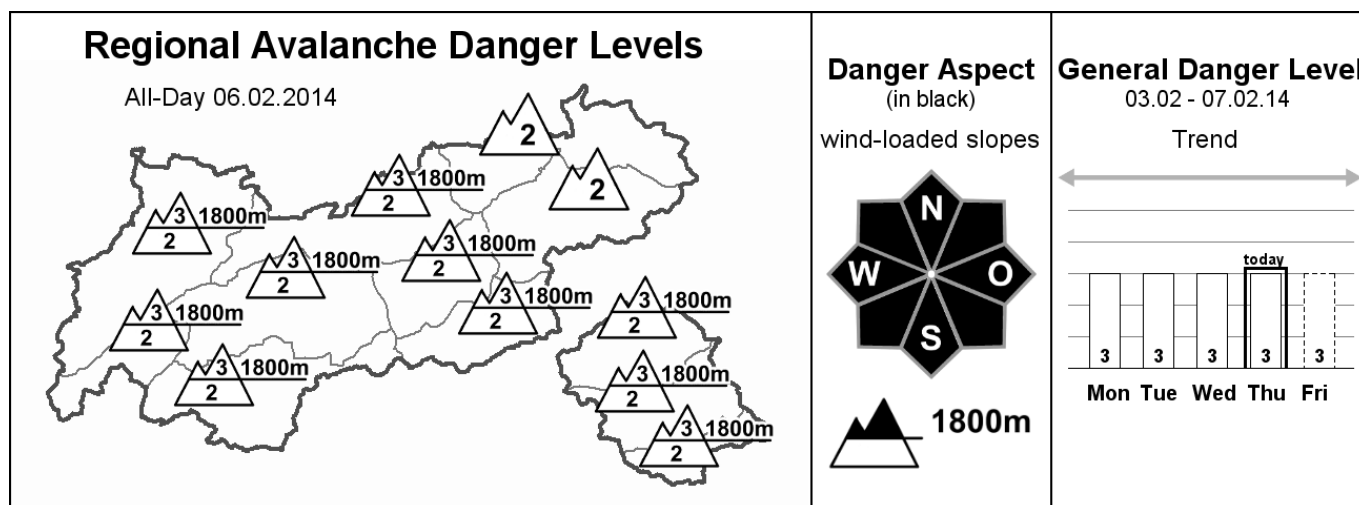 Regional Avalanche Danger Levels
All-Day 06.02.2014
2
2
3 1800m
2
3 1800m
2
3 1800m
2
3 1800m
2
3 1800m
2
3 1800m
2
3 1800m
2
3 1800m
2
3 1800m
2
3 1800m
2
Danger Aspect
(in black)
wind-loaded slopes
N
W O
S
1800m
General Danger Level
03.02 - 07.02.14
Trend
today
3 3 3 3 3
Mon Tue Wed Thu Fri